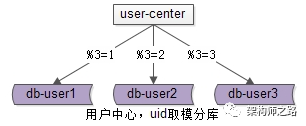 user-center
%3=1
%3=2
%3=3
db-user1
db-user2
db-user3
用户中心，uid取模分库
架构师之路